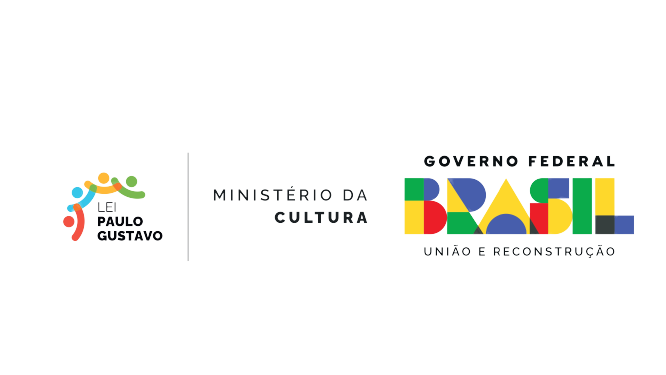 LEI
PAULO
GUSTAVO
MINISTÉRIO DA
CULTURA
GOVERNO FEDERAL
BRASIL
UNIÃO E RECONSTRUÇÃO